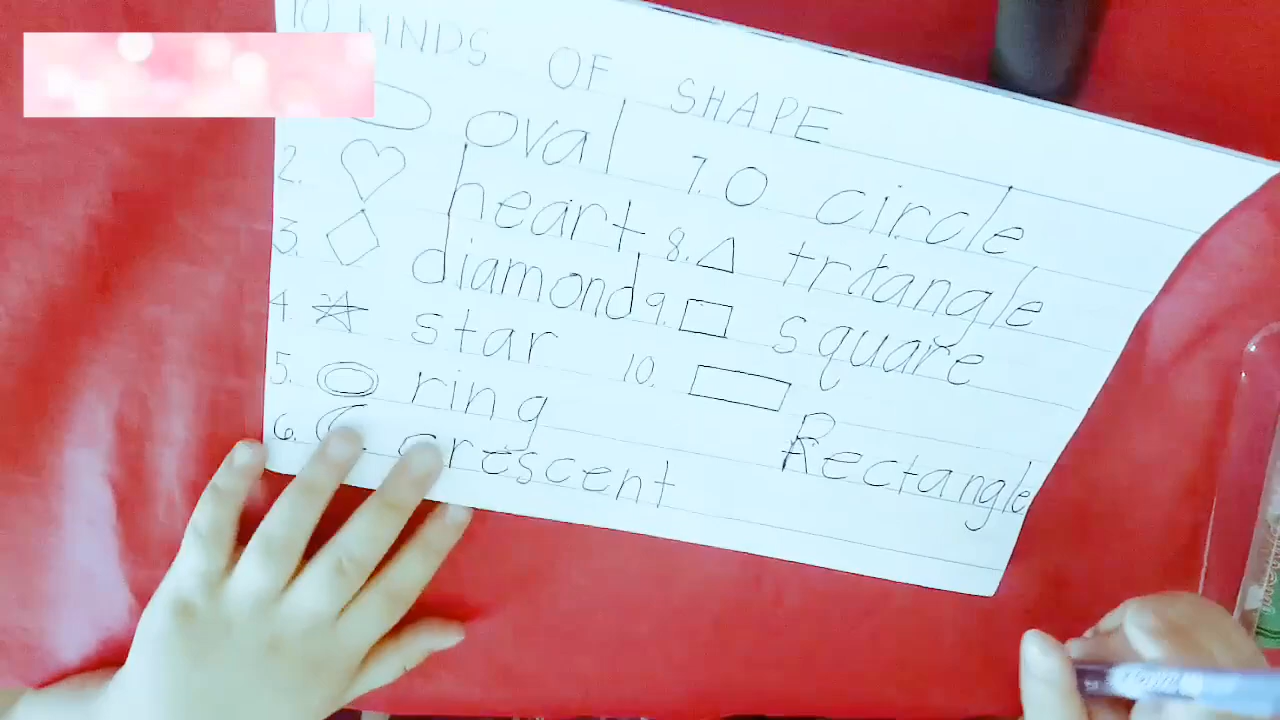 10 KINDS OF SHAPE
oval
2. heart
3. diamond
4. star
5. ring
6. crescent
7. circle
8. triangle
9. square
10. Rectangle